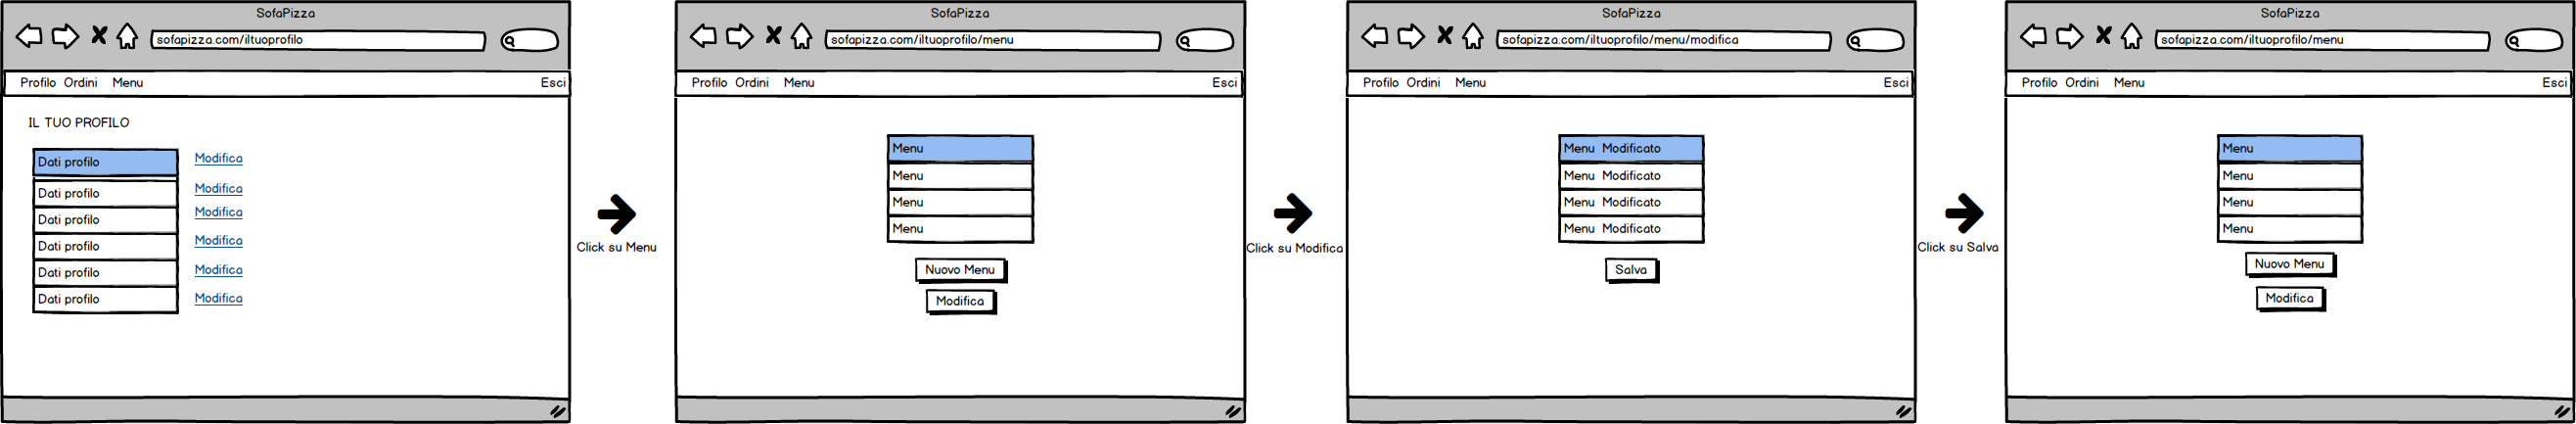 SofaPizza
sofapizza.com/iltuoprofilo
Profilo Ordini Menu Esci
IL TUO PROFILO
Dati profilo Modifica
Dati profilo Modifica
Dati profilo Modifica
Dati profilo Modifica
Dati profilo Modifica
Dati profilo Modifica
Click su Menu
SofaPizza
sofapizza.com/iltuoprofilo/menu
Profilo Ordini Menu Esci
Menu
Menu
Menu
Menu
Nuovo Menu
Modifica
Click su Modifica
SofaPizza
sofapizza.com/iltuoprofilo/menu/modifica
Profilo Ordini Menu Esci
Menu Modificato
Menu Modificato
Menu Modificato
Menu Modificato
Salva
Click su Salva
SofaPizza
sofapizza.com/iltuoprofilo/menu
Profilo Ordini Menu Esci
Menu
Menu
Menu
Menu
Nuovo Menu
Modifica